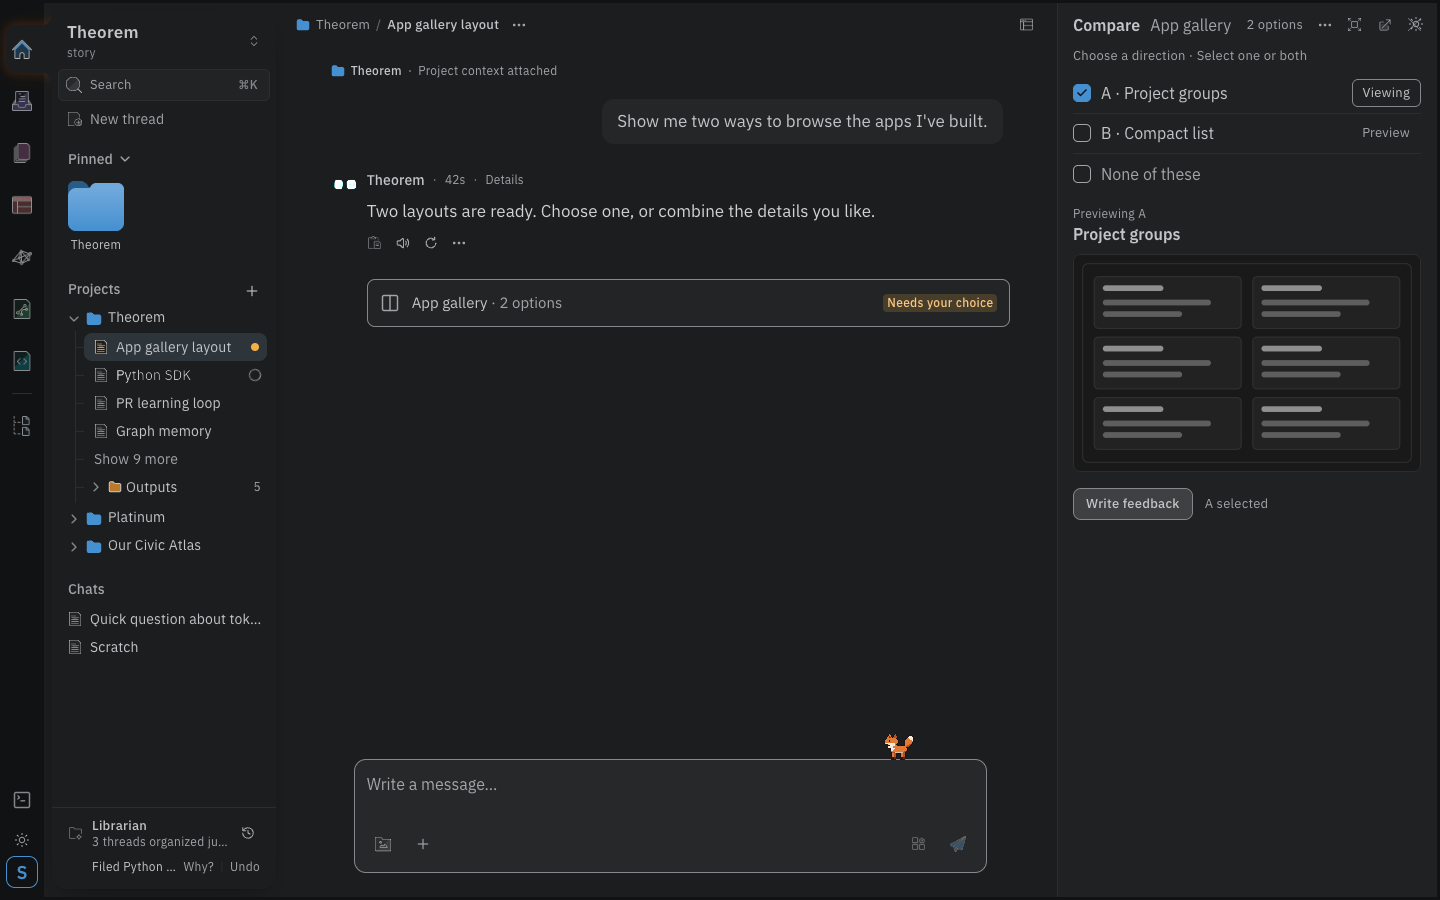 Theorem
story
Search ⌘K
New thread
Pinned
Theorem
Projects
Theorem
App gallery layout
Python SDK
PR learning loop
Graph memory
Show 9 more
Outputs 5
Platinum
Our Civic Atlas
Chats
Quick question about tok...
Scratch
Librarian
3 threads organized ju...
Filed Python ... Why? Undo
S
Theorem / App gallery layout
Theorem · Project context attached
Show me two ways to browse the apps I've built.
Theorem · 42s · Details
Two layouts are ready. Choose one, or combine the details you like.
App gallery · 2 options Needs your choice
Write a message...
Compare App gallery 2 options
Choose a direction · Select one or both
A · Project groups Viewing
B · Compact list Preview
None of these
Previewing A
Project groups
Write feedback A selected